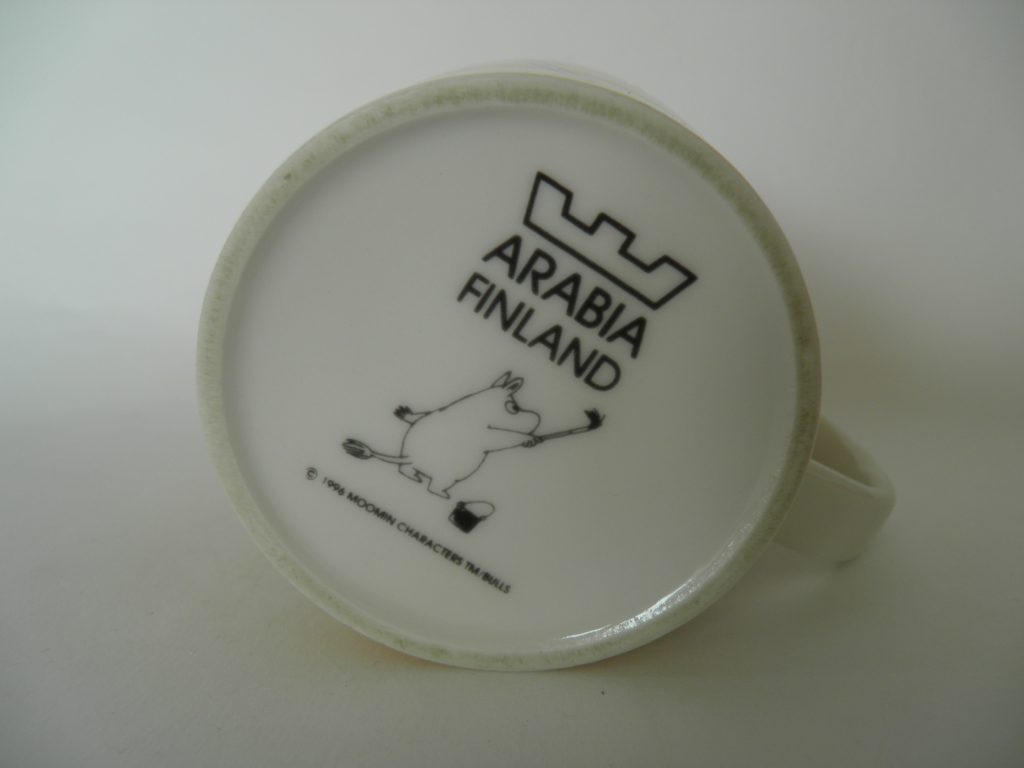 ARABIA
FINLAND
© 1996 MOOMIN CHARACTERS TM/BULLS